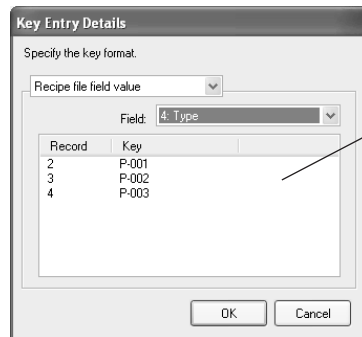 Key Entry Details
Specify the key format.
Recipe file field value
Field: 4: Type
Record Key
2 P-001
3 P-002
4 P-003
OK Cancel